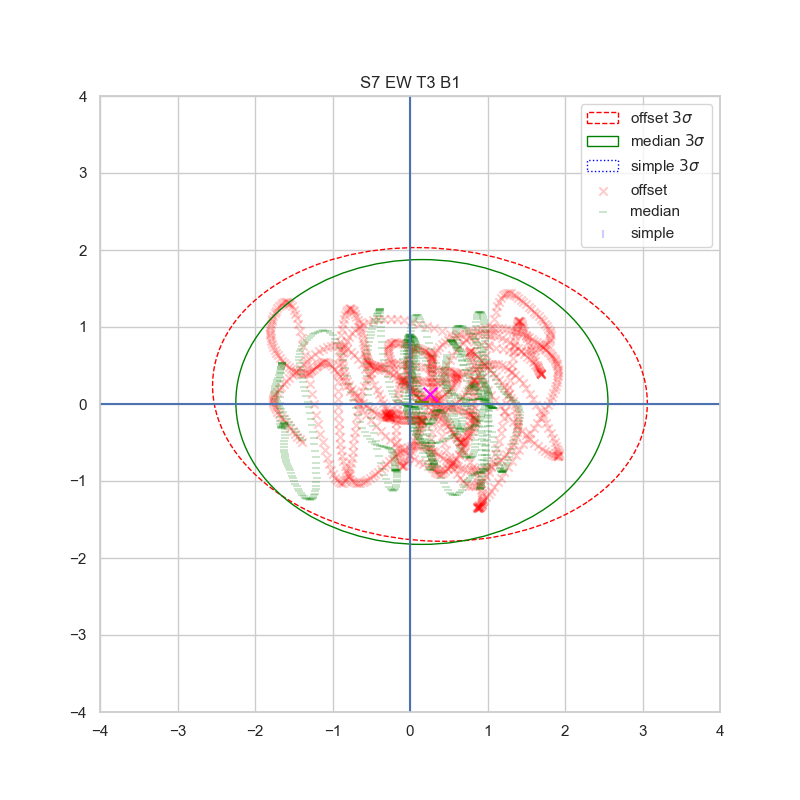 S7 EW T3 B1
offset 3σ
median 3σ
simple 3σ
offset
median
simple
4
3
2
1
0
−1
−2
−3
−4
−4 −3 −2 −1 0 1 2 3 4